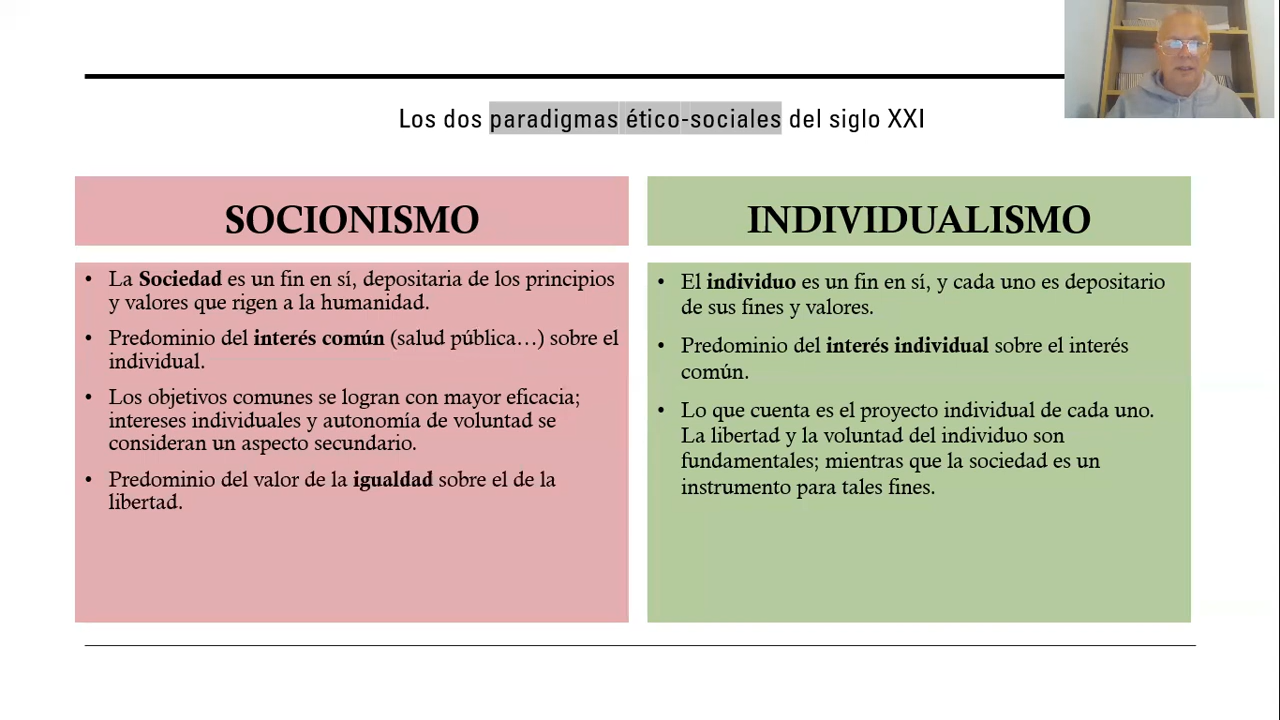 Los dos paradigmas ético-sociales del siglo XXI
SOCIONISMO
• La Sociedad es un fin en sí, depositaria de los principios
y valores que rigen a la humanidad.
• Predominio del interés común (salud pública…) sobre el
individual.
• Los objetivos comunes se logran con mayor eficacia;
intereses individuales y autonomía de voluntad se
consideran un aspecto secundario.
• Predominio del valor de la igualdad sobre el de la
libertad.
INDIVIDUALISMO
• El individuo es un fin en sí, y cada uno es depositario
de sus fines y valores.
• Predominio del interés individual sobre el interés
común.
• Lo que cuenta es el proyecto individual de cada uno.
La libertad y la voluntad del individuo son
fundamentales; mientras que la sociedad es un
instrumento para tales fines.